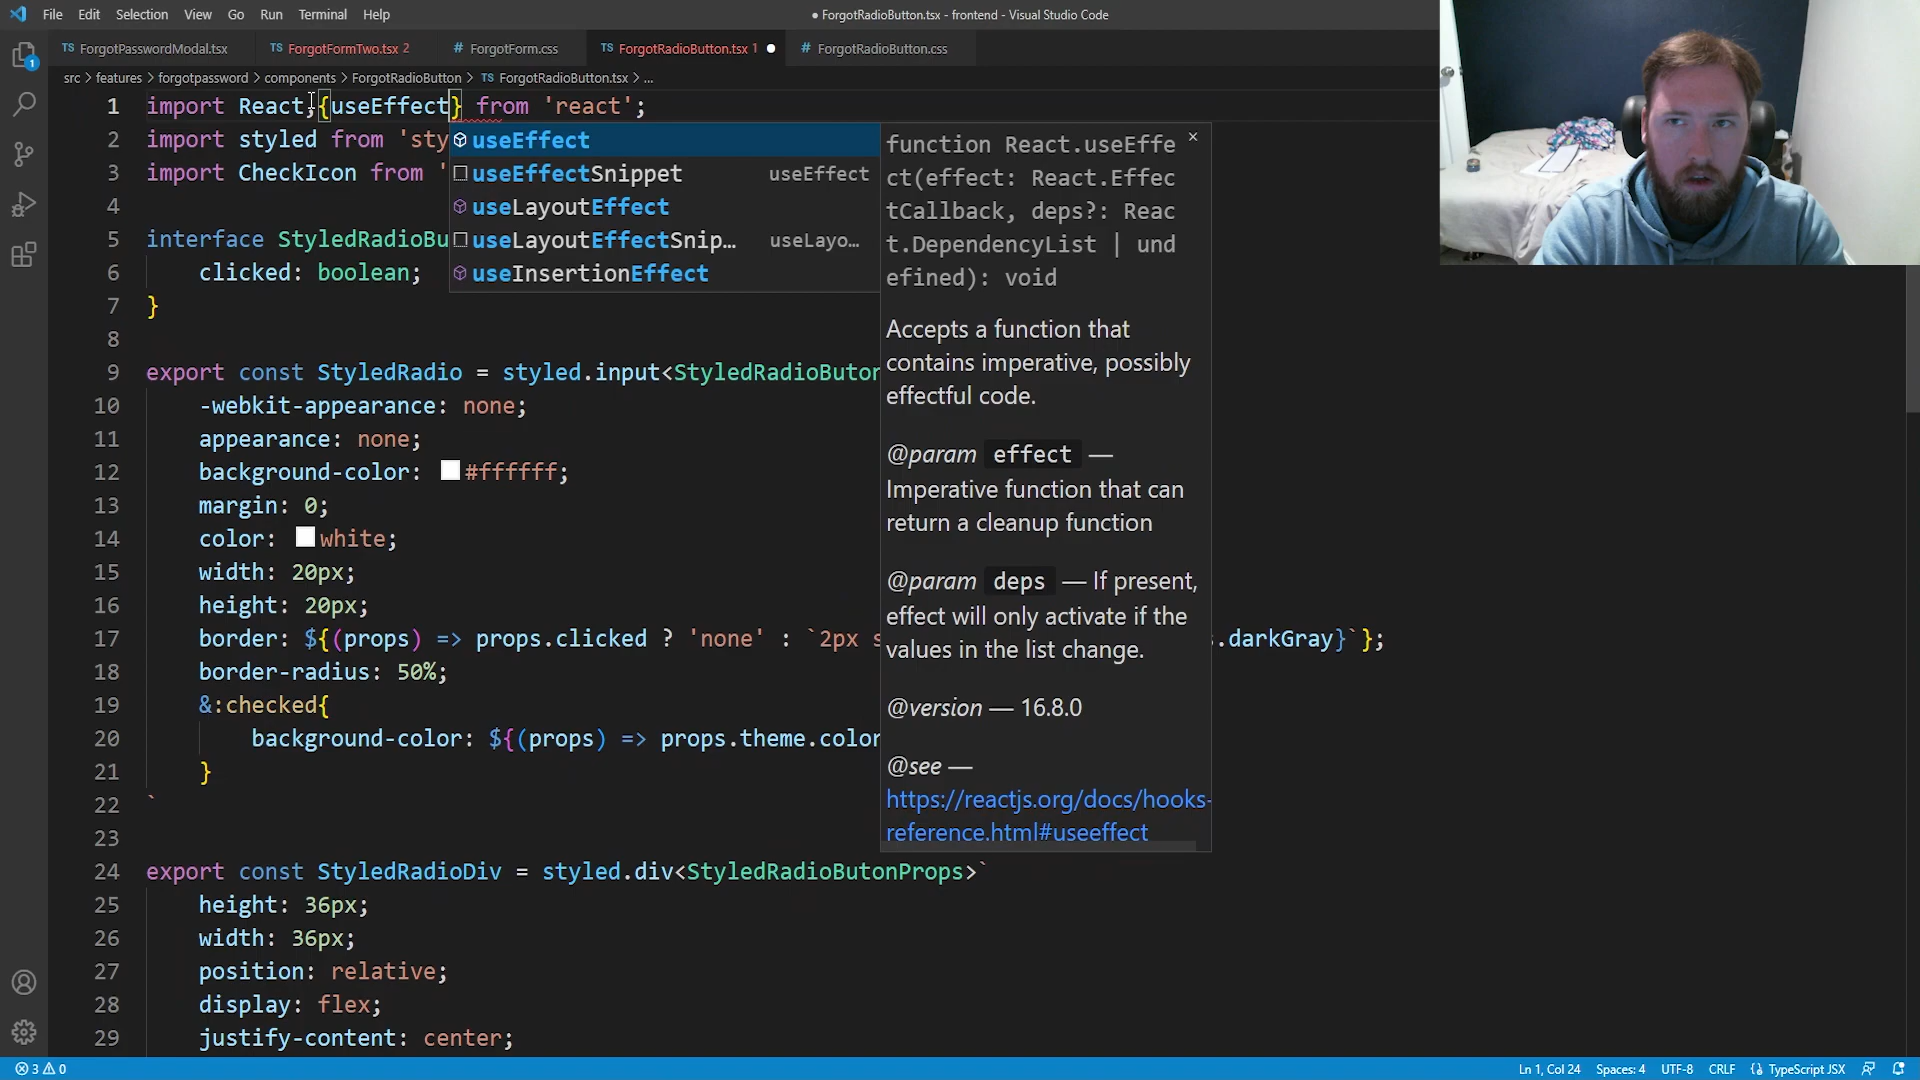 File Edit Selection View Go Run Terminal Help
● ForgotRadioButton.tsx - frontend - Visual Studio Code
TS ForgotPasswordModal.tsx TS ForgotFormTwo.tsx 2 # ForgotForm.css TS ForgotRadioButton.tsx 1 ● # ForgotRadioButton.css
src > features > forgotpassword > components > ForgotRadioButton > TS ForgotRadioButton.tsx > ...
1 import React,{useEffect} from 'react';
2 import styled from 'sty
3 import CheckIcon from '
4
5 interface StyledRadioBu
6 clicked: boolean;
7 }
8
9 export const StyledRadio = styled.input<StyledRadioButon
10 -webkit-appearance: none;
11 appearance: none;
12 background-color: #ffffff;
13 margin: 0;
14 color: white;
15 width: 20px;
16 height: 20px;
17 border: ${(props) => props.clicked ? 'none' : `2px s s.darkGray}`};
18 border-radius: 50%;
19 &:checked{
20 background-color: ${(props) => props.theme.color
21 }
22 `
23
24 export const StyledRadioDiv = styled.div<StyledRadioButonProps>`
25 height: 36px;
26 width: 36px;
27 position: relative;
28 display: flex;
29 justify-content: center;
useEffect
useEffectSnippet useEffect
useLayoutEffect
useLayoutEffectSnip... useLayo...
useInsertionEffect
function React.useEffe
ct(effect: React.Effec
tCallback, deps?: Reac
t.DependencyList | und
efined): void
Accepts a function that
contains imperative, possibly
effectful code.
@param effect —
Imperative function that can
return a cleanup function
@param deps — If present,
effect will only activate if the
values in the list change.
@version — 16.8.0
@see —
https://reactjs.org/docs/hooks-
reference.html#useeffect
1
3 0
Ln 1, Col 24 Spaces: 4 UTF-8 CRLF {} TypeScript JSX